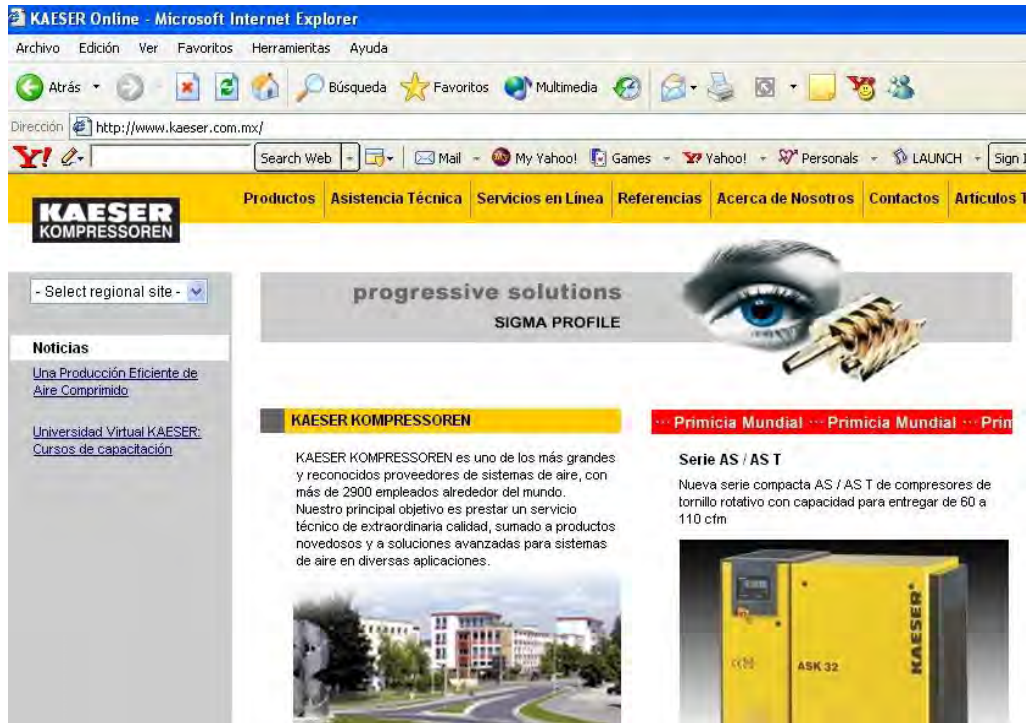 KAESER Online - Microsoft Internet Explorer
Archivo Edición Ver Favoritos Herramientas Ayuda
Atrás Búsqueda Favoritos Multimedia
Dirección http://www.kaeser.com.mx/
Y! Search Web Mail My Yahoo! Games Yahoo! Personals LAUNCH Sign I
Productos Asistencia Técnica Servicios en Línea Referencias Acerca de Nosotros Contactos Artículos T
KAESER
KOMPRESSOREN
- Select regional site -
progressive solutions
SIGMA PROFILE
Noticias
Una Producción Eficiente de
Aire Comprimido
Universidad Virtual KAESER:
Cursos de capacitación
KAESER KOMPRESSOREN
KAESER KOMPRESSOREN es uno de los más grandes
y reconocidos proveedores de sistemas de aire, con
más de 2900 empleados alrededor del mundo.
Nuestro principal objetivo es prestar un servicio
técnico de extraordinaria calidad, sumado a productos
novedosos y a soluciones avanzadas para sistemas
de aire en diversas aplicaciones.
··· Primicia Mundial ··· Primicia Mundial ··· Prim
Serie AS / AS T
Nueva serie compacta AS / AS T de compresores de
tornillo rotativo con capacidad para entregar de 60 a
110 cfm
KAESER
ASK 32